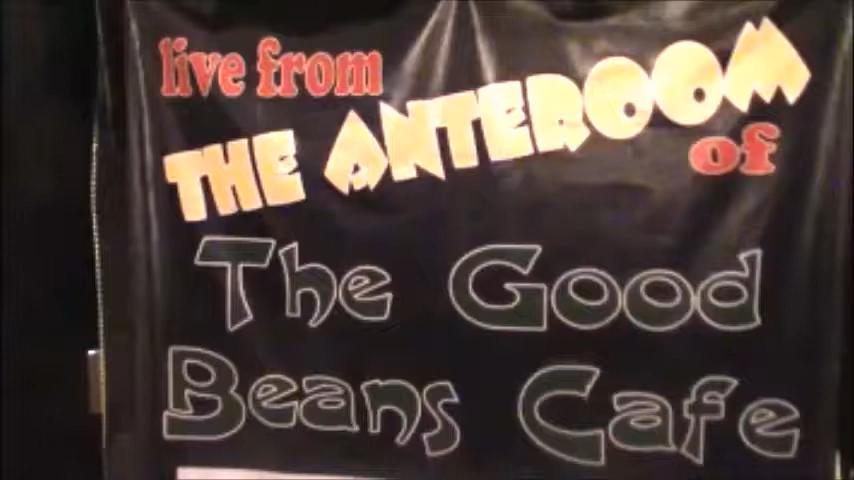 live from
THE ANTEROOM
of
The Good
Beans Cafe